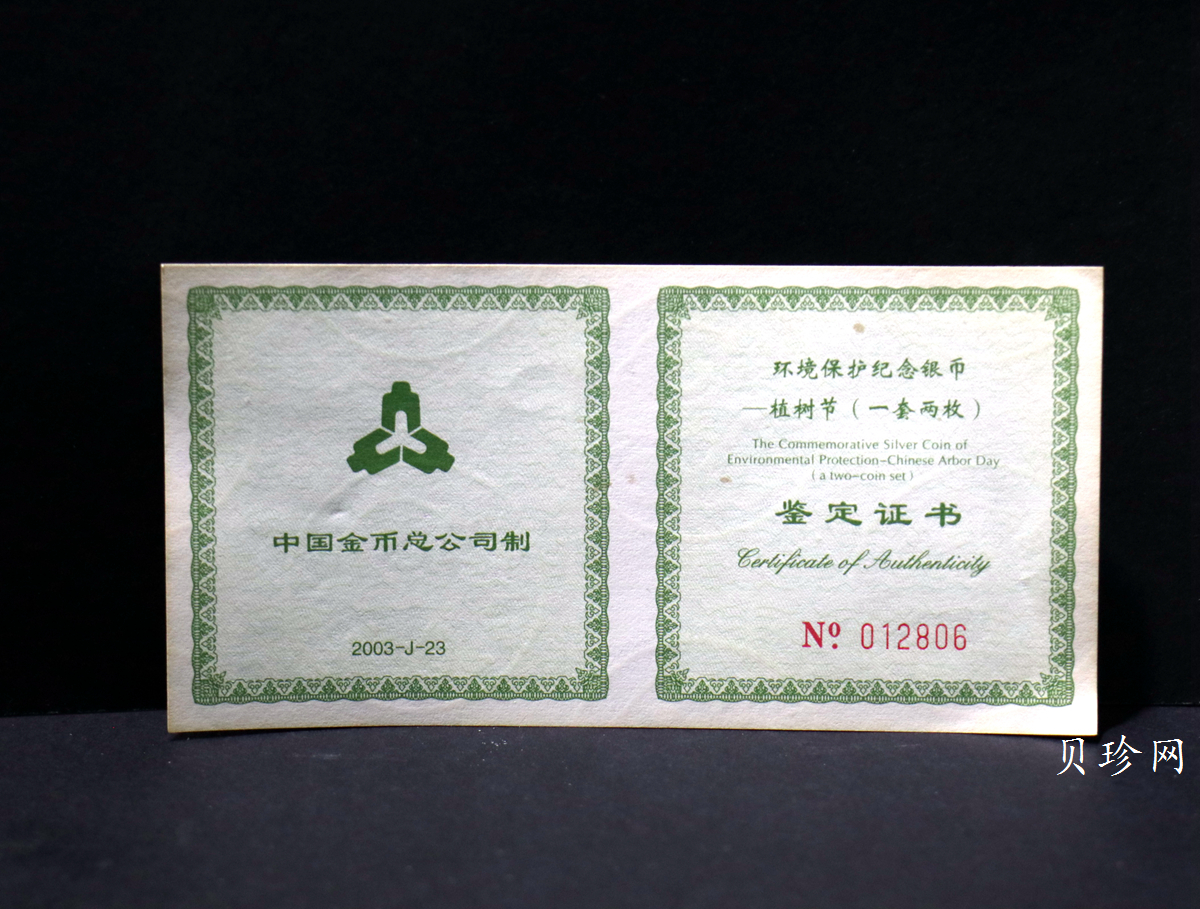 中国金币总公司制
2003-J-23
环境保护纪念银币
—植树节（一套两枚）
The Commemorative Silver Coin of
Environmental Protection-Chinese Arbor Day
(a two-coin set)
鉴定证书
Certificate of Authenticity
Nº. 012806
贝珍网